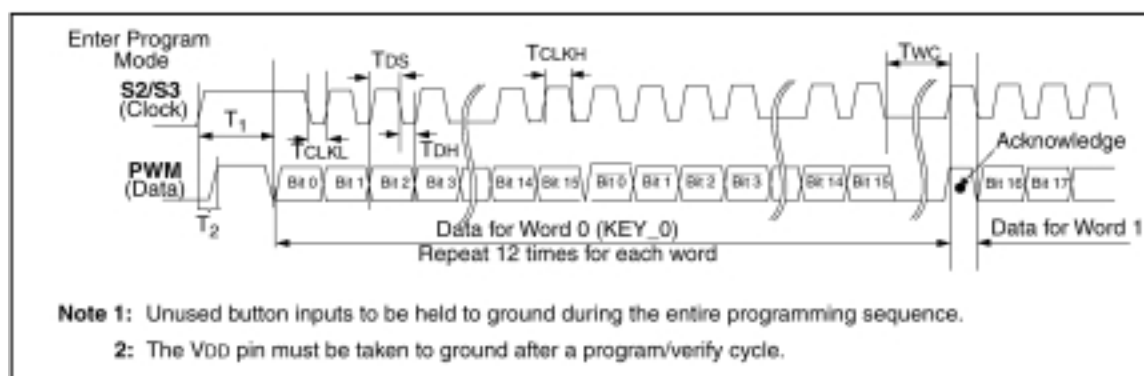 Enter Program
Mode
S2/S3
(Clock)
TDS
TCLKH
TWC
T1
TCLKL
TDH
Acknowledge
PWM
(Data)
Bit 0 Bit 1 Bit 2 Bit 3 Bit 14 Bit 15 Bit 0 Bit 1 Bit 2 Bit 3 Bit 14 Bit 15 Bit 16 Bit 17
T2
Data for Word 0 (KEY_0)
Data for Word 1
Repeat 12 times for each word
Note 1: Unused button inputs to be held to ground during the entire programming sequence.
2: The VDD pin must be taken to ground after a program/verify cycle.